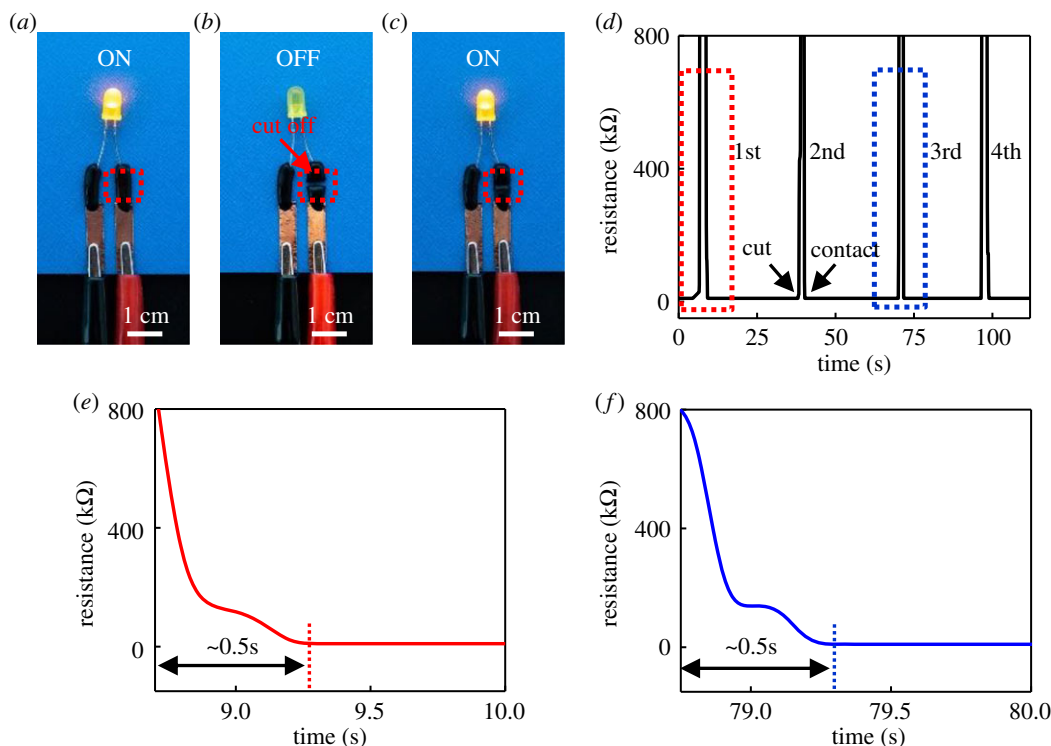 (a)
ON
1 cm
(b)
OFF
cut off
1 cm
(c)
ON
1 cm
(d)
800
400
0
resistance (kΩ)
1st
2nd
3rd
4th
cut
contact
0 25 50 75 100
time (s)
(e)
800
400
0
resistance (kΩ)
~0.5s
9.0 9.5 10.0
time (s)
(f)
800
400
0
resistance (kΩ)
~0.5s
79.0 79.5 80.0
time (s)